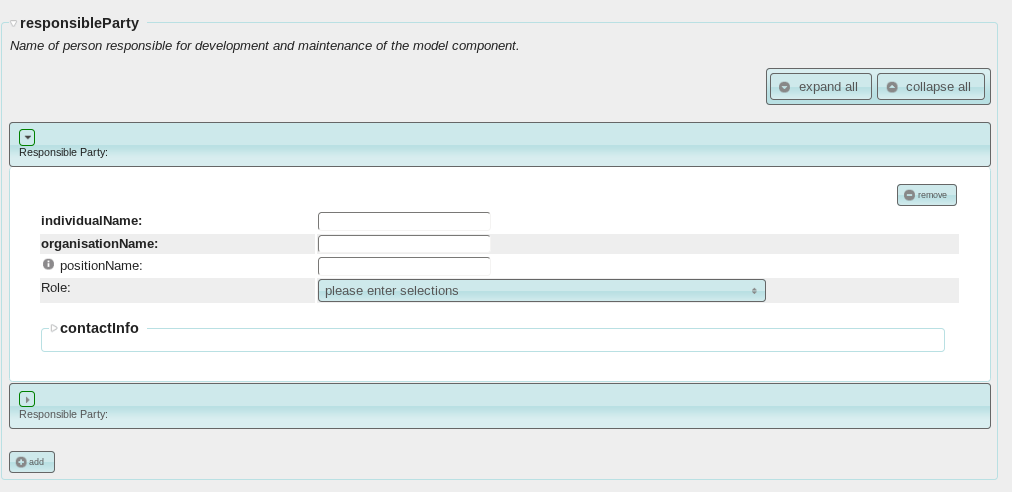 responsibleParty
Name of person responsible for development and maintenance of the model component.
expand all collapse all
Responsible Party:
remove
individualName:
organisationName:
positionName:
Role: please enter selections
contactInfo
Responsible Party:
add